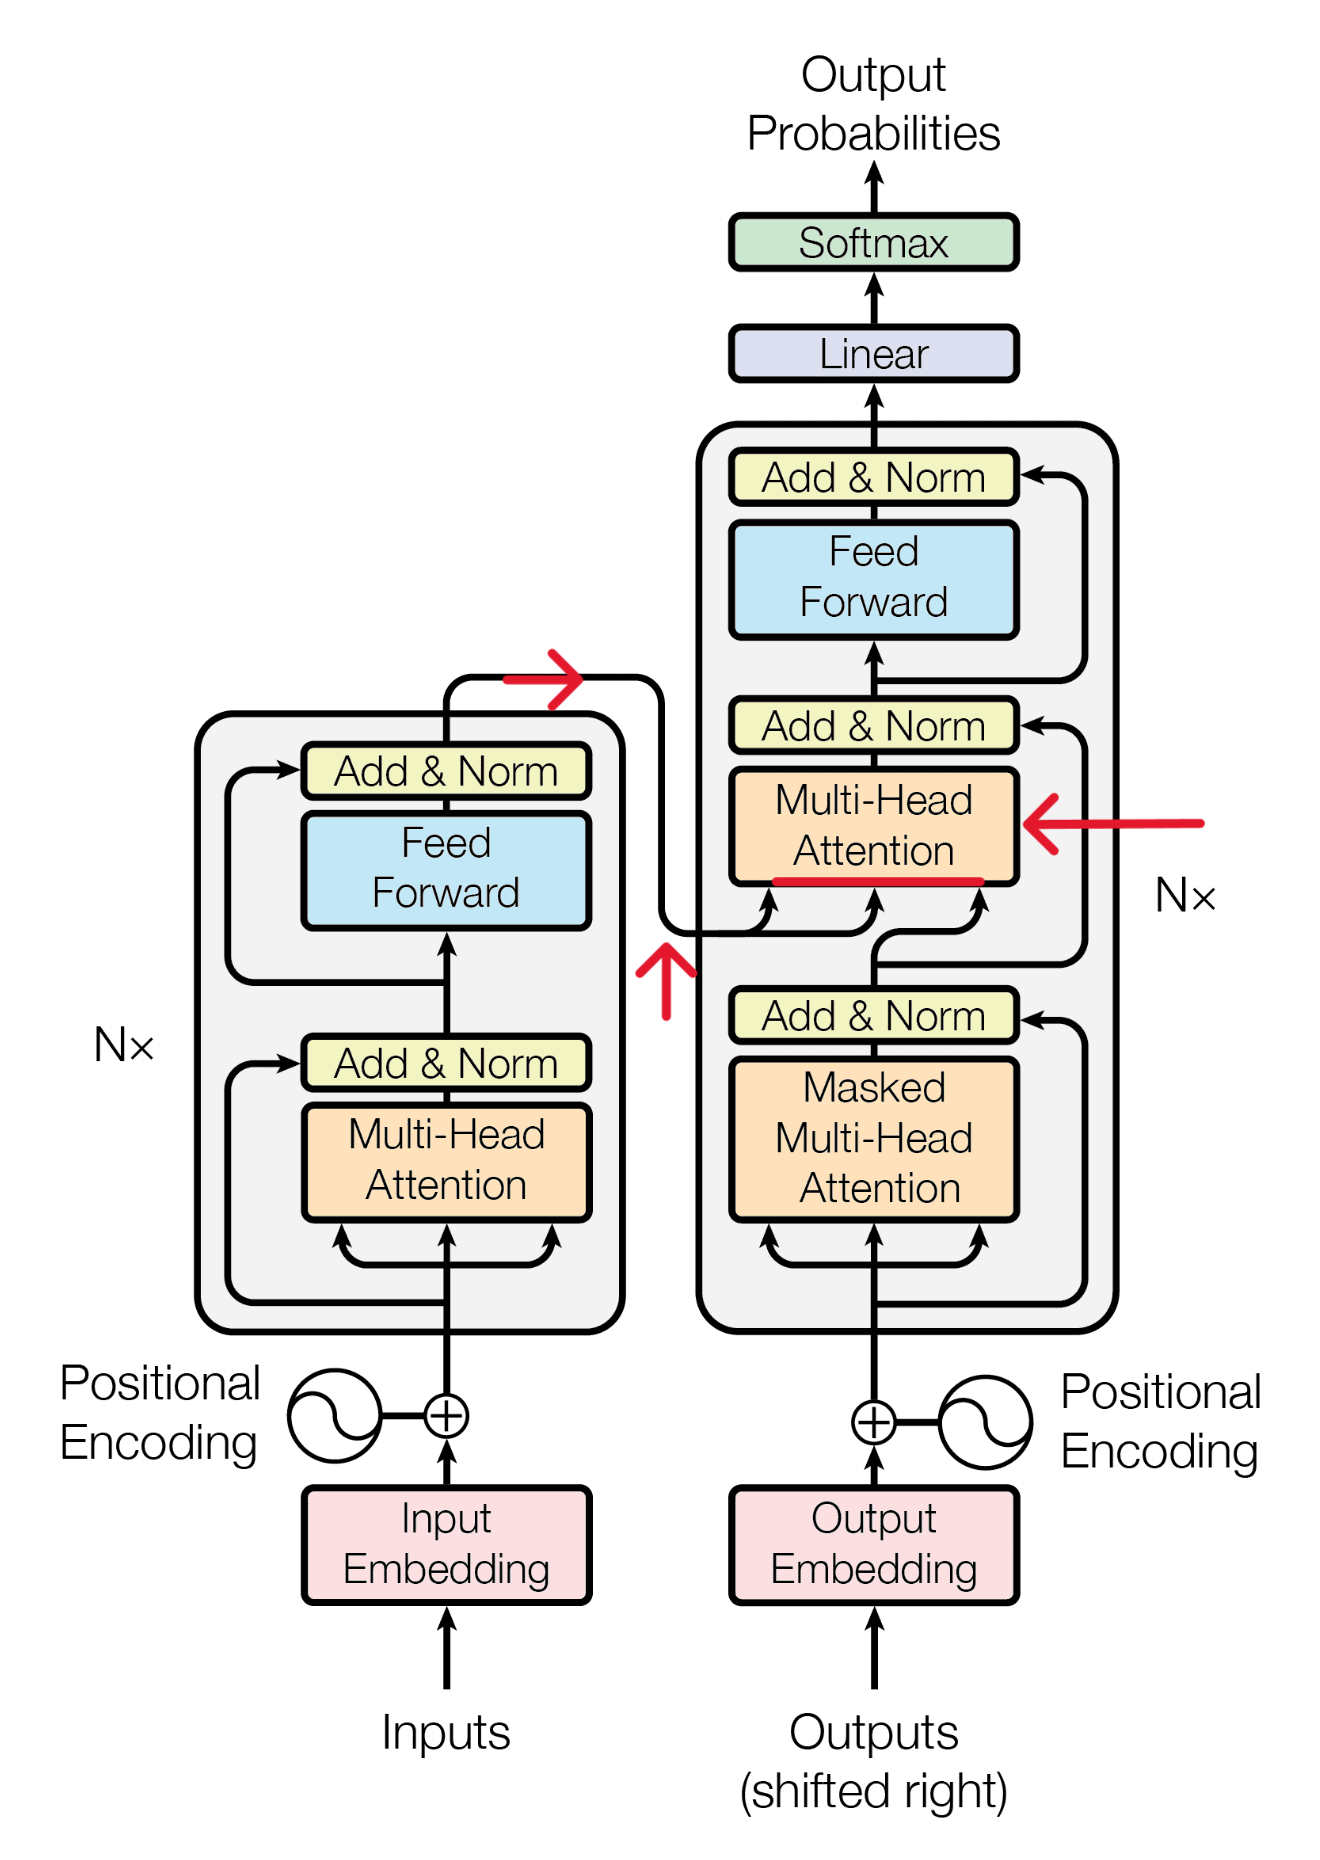 Output
Probabilities
Softmax
Linear
Add & Norm
Feed
Forward
Add & Norm
Multi-Head
Attention
Nx
Add & Norm
Masked
Multi-Head
Attention
Add & Norm
Feed
Forward
Nx
Add & Norm
Multi-Head
Attention
Positional
Encoding
Positional
Encoding
Input
Embedding
Output
Embedding
Inputs
Outputs
(shifted right)